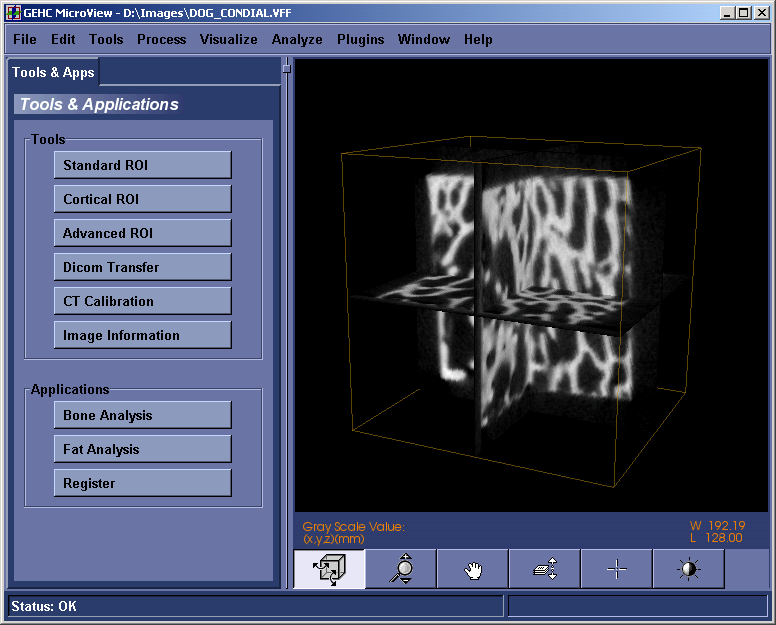 GEHC MicroView - D:\Images\DOG_CONDIAL.VFF
File Edit Tools Process Visualize Analyze Plugins Window Help
Tools & Apps
Tools & Applications
Tools
Standard ROI
Cortical ROI
Advanced ROI
Dicom Transfer
CT Calibration
Image Information
Applications
Bone Analysis
Fat Analysis
Register
Gray Scale Value:
(x,y,z)(mm)
W 192.19
L 128.00
Status: OK